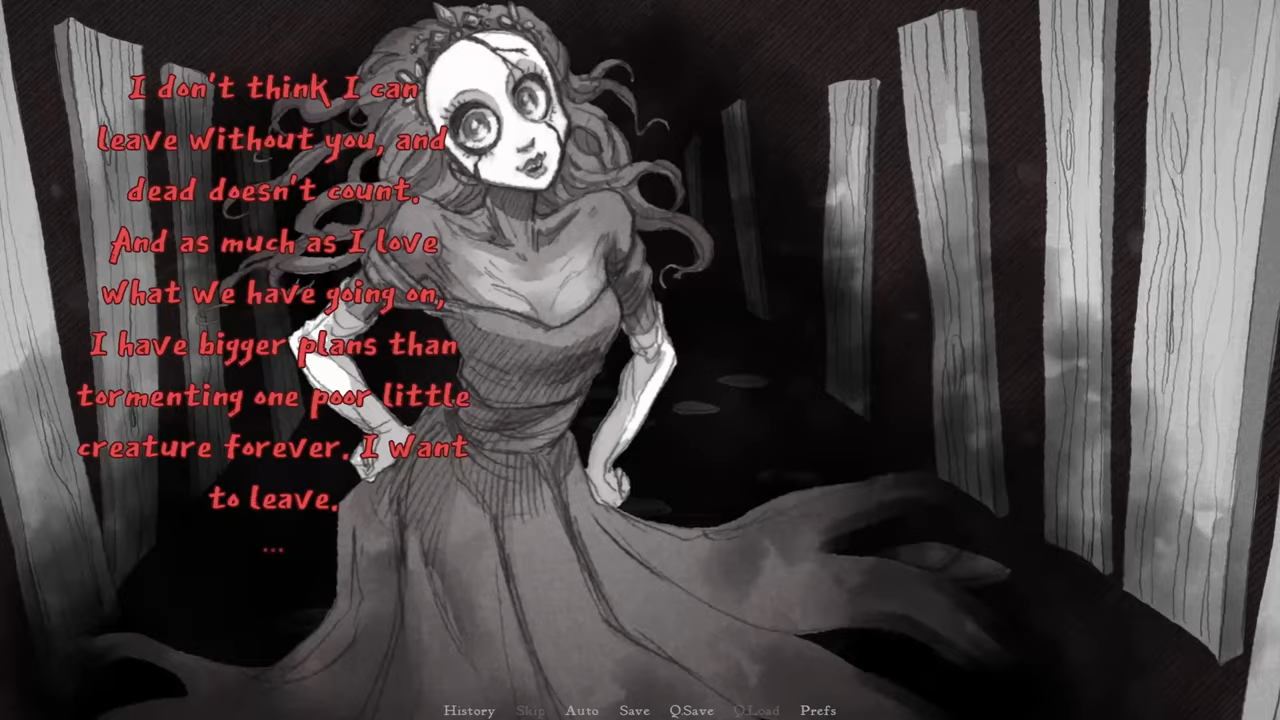 I don't think I can
leave without you, and
dead doesn't count.
And as much as I love
what we have going on,
I have bigger plans than
tormenting one poor little
creature forever. I want
to leave.
...
History Skip Auto Save Q.Save Q.Load Prefs